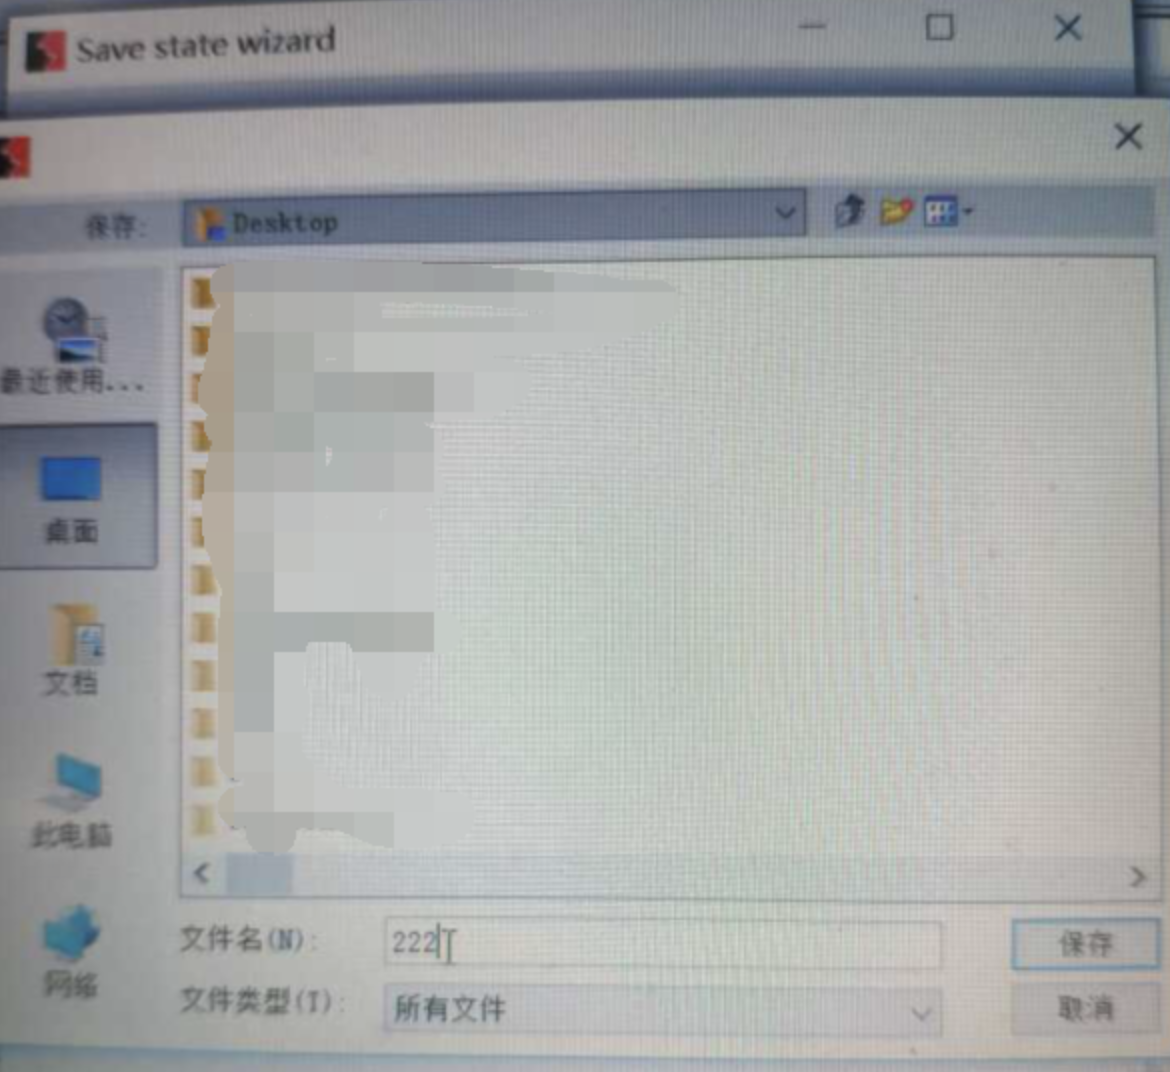 Save state wizard
保存:
Desktop
最近使用...
桌面
文档
此电脑
网络
文件名(N):
222
保存
文件类型(T):
所有文件
取消